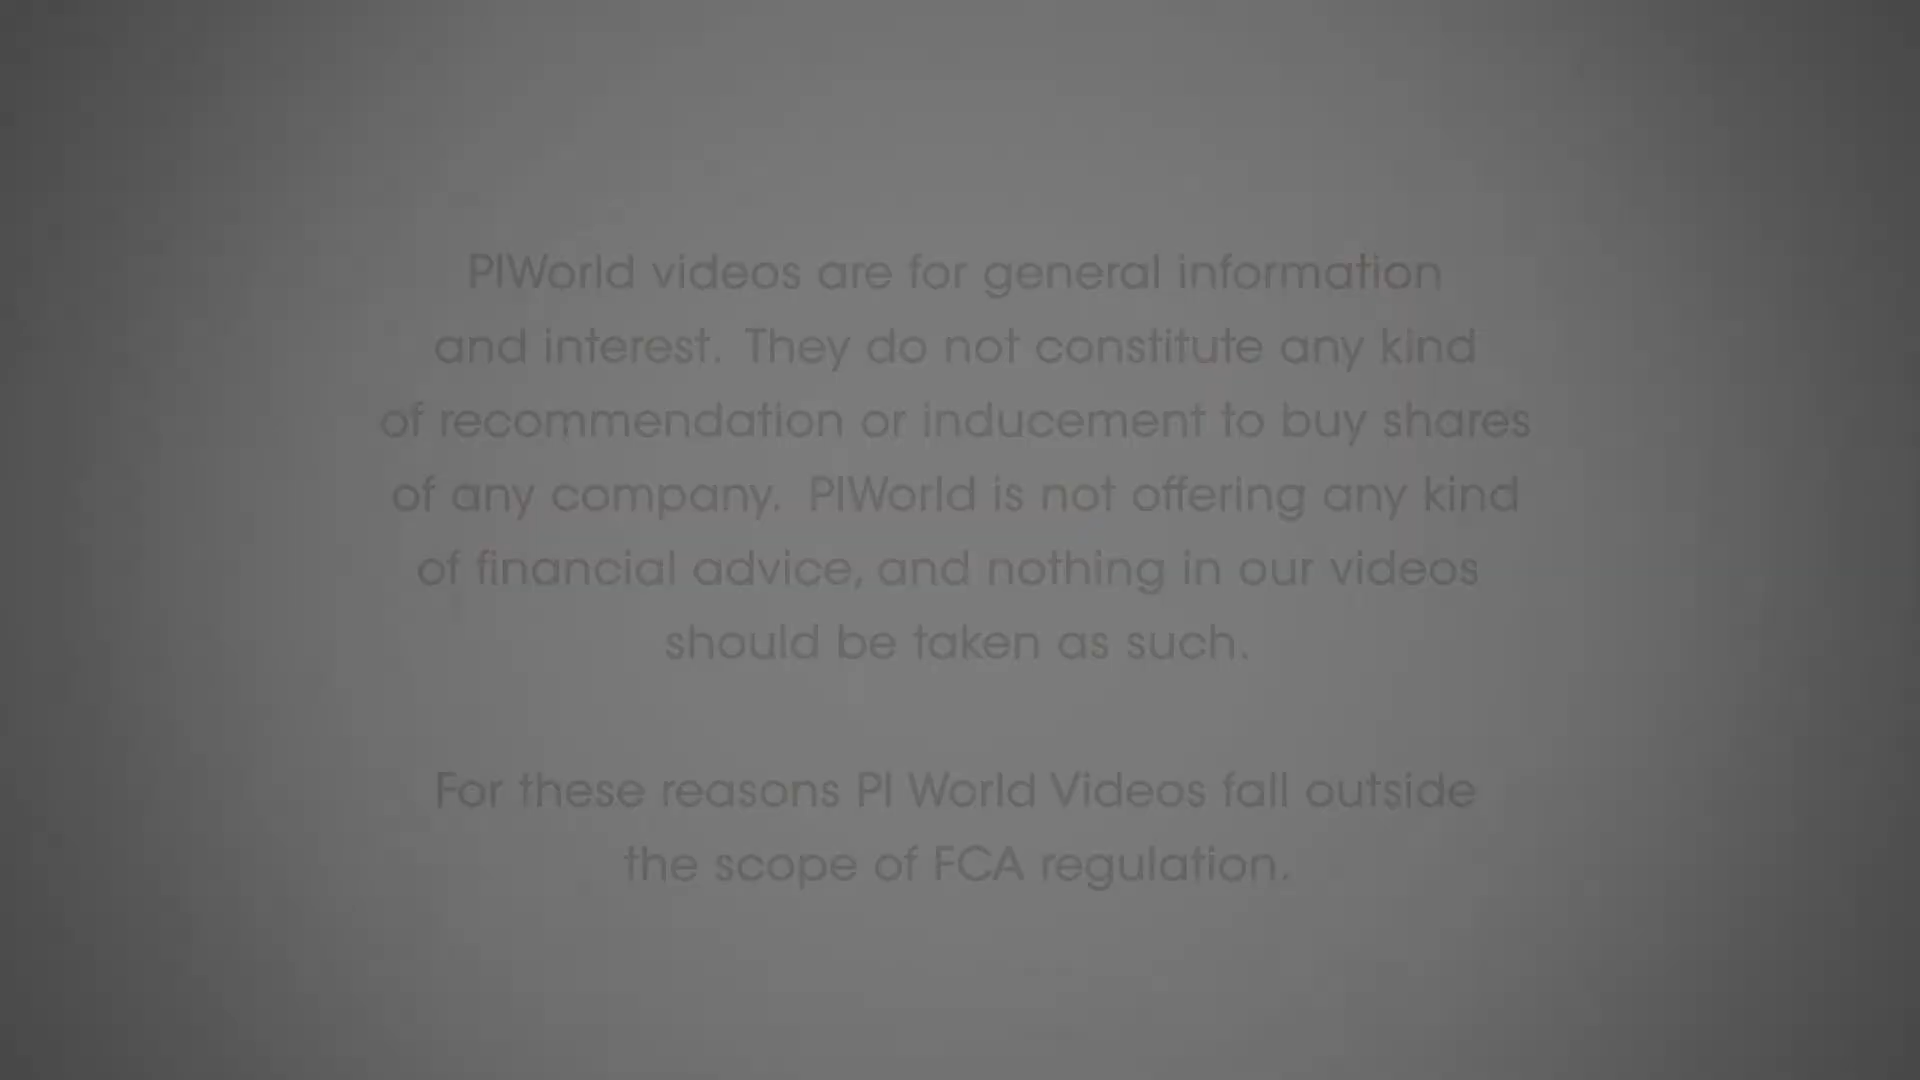 PIWorld videos are for general information
and interest. They do not constitute any kind
of recommendation or inducement to buy shares
of any company. PIWorld is not offering any kind
of financial advice, and nothing in our videos
should be taken as such.
For these reasons PI World Videos fall outside
the scope of FCA regulation.